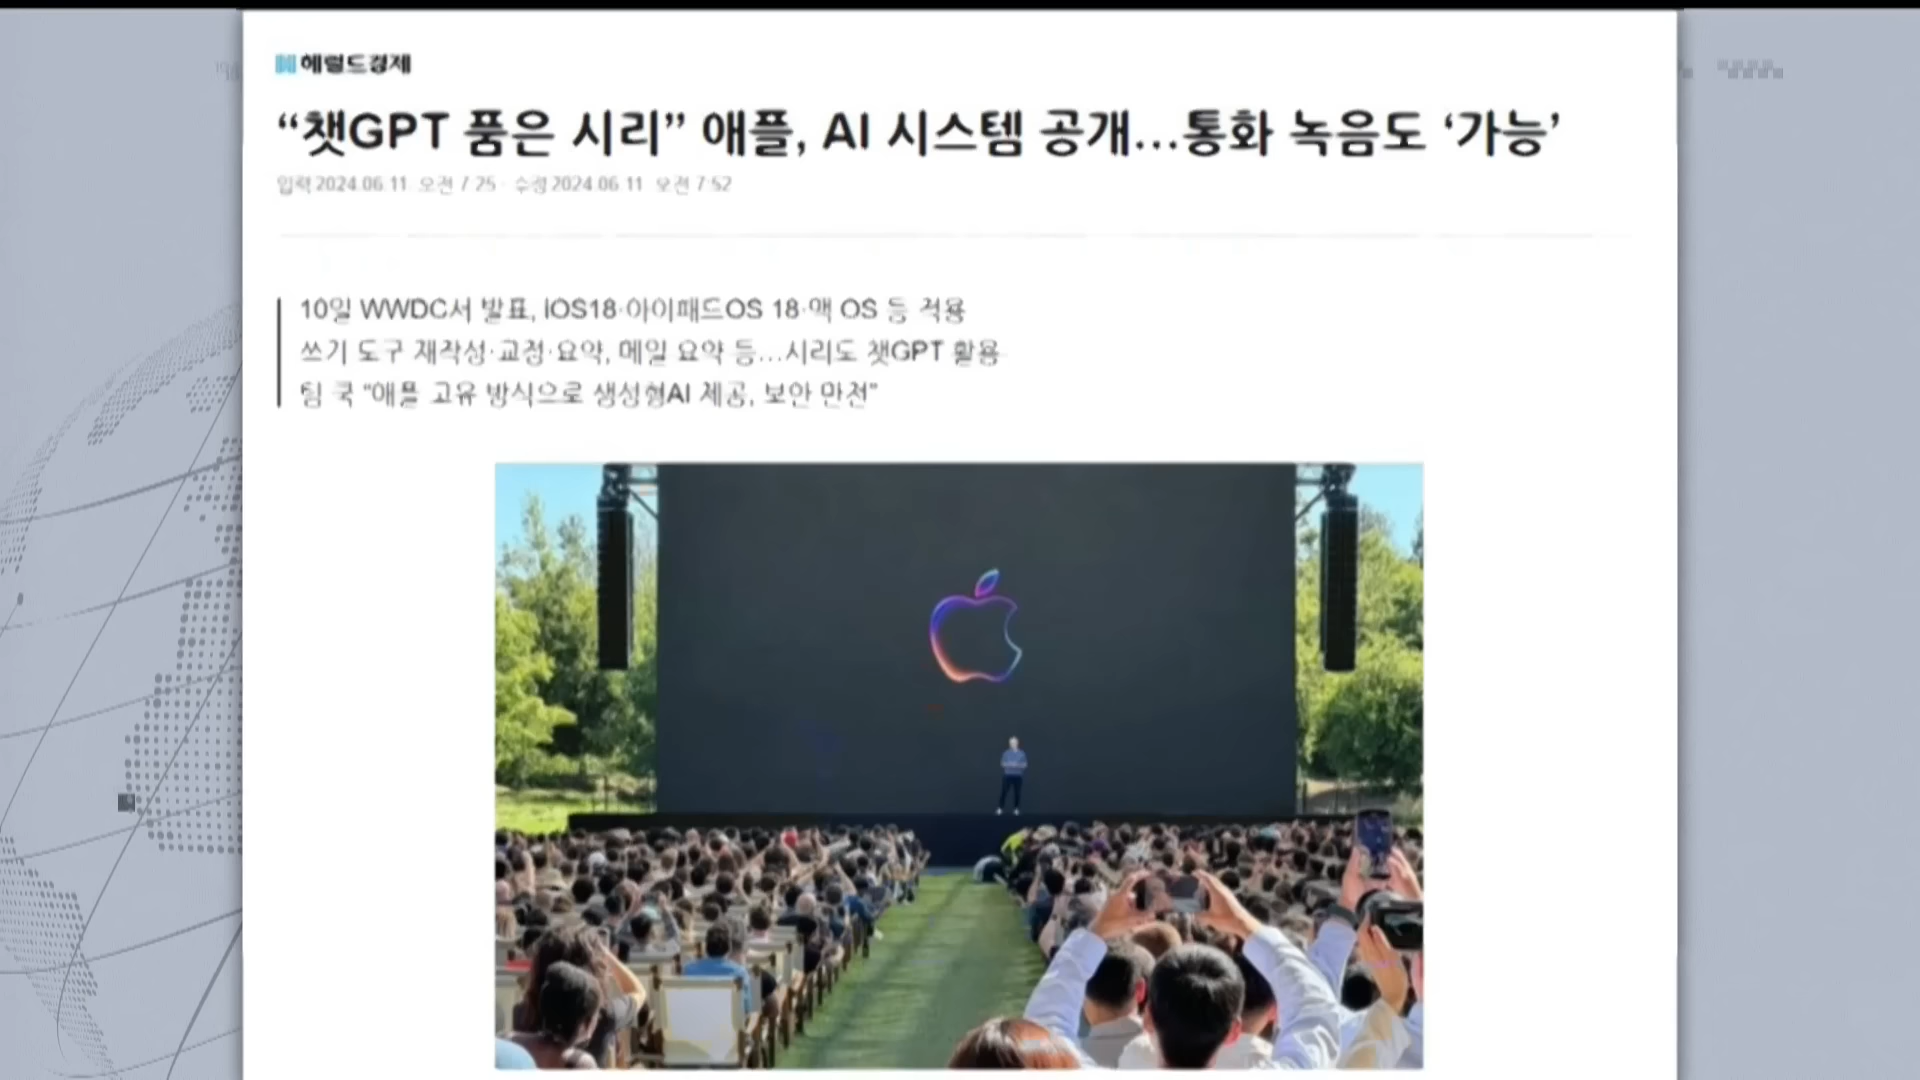 헤럴드경제
“챗GPT 품은 시리” 애플, AI 시스템 공개...통화 녹음도 ‘가능’
입력 2024.06.11. 오전 7:25 · 수정 2024.06.11. 오전 7:52
10일 WWDC서 발표, iOS18·아이패드OS 18·맥 OS 등 적용
쓰기 도구 재작성·교정·요약, 메일 요약 등...시리도 챗GPT 활용
팀 쿡 “애플 고유 방식으로 생성형AI 제공, 보안 만전”